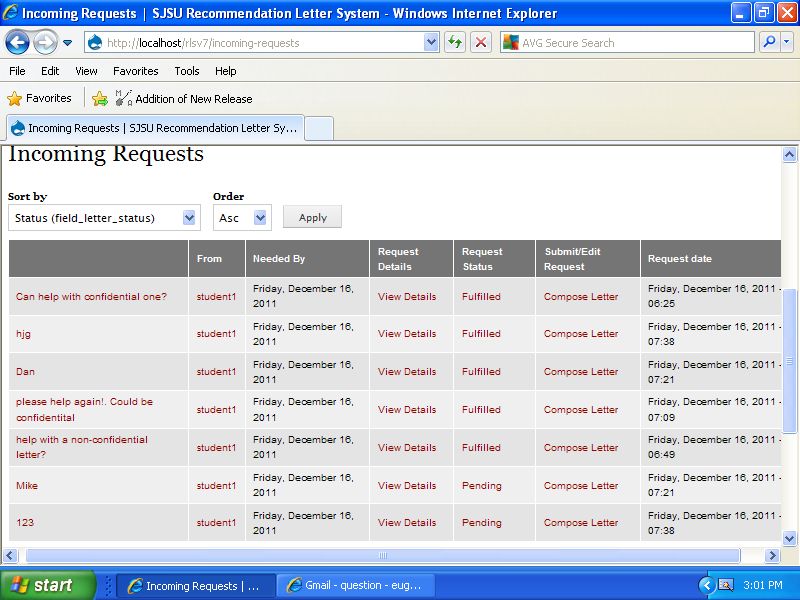 Incoming Requests | SJSU Recommendation Letter System - Windows Internet Explorer
http://localhost/rlsv7/incoming-requests
AVG Secure Search
File Edit View Favorites Tools Help
Favorites Addition of New Release
Incoming Requests | SJSU Recommendation Letter Sy...
Incoming Requests
Sort by Order
Status (field_letter_status) Asc Apply
From Needed By Request Details Request Status Submit/Edit Request Request date
Can help with confidential one? student1 Friday, December 16, 2011 View Details Fulfilled Compose Letter Friday, December 16, 2011 - 06:25
hjg student1 Friday, December 16, 2011 View Details Fulfilled Compose Letter Friday, December 16, 2011 - 07:38
Dan student1 Friday, December 16, 2011 View Details Fulfilled Compose Letter Friday, December 16, 2011 - 07:21
please help again!. Could be confidentital student1 Friday, December 16, 2011 View Details Fulfilled Compose Letter Friday, December 16, 2011 - 07:09
help with a non-confidential letter? student1 Friday, December 16, 2011 View Details Fulfilled Compose Letter Friday, December 16, 2011 - 06:49
Mike student1 Friday, December 16, 2011 View Details Pending Compose Letter Friday, December 16, 2011 - 07:21
123 student1 Friday, December 16, 2011 View Details Pending Compose Letter Friday, December 16, 2011 - 07:38
start Incoming Requests | ... Gmail - question - eug... 3:01 PM